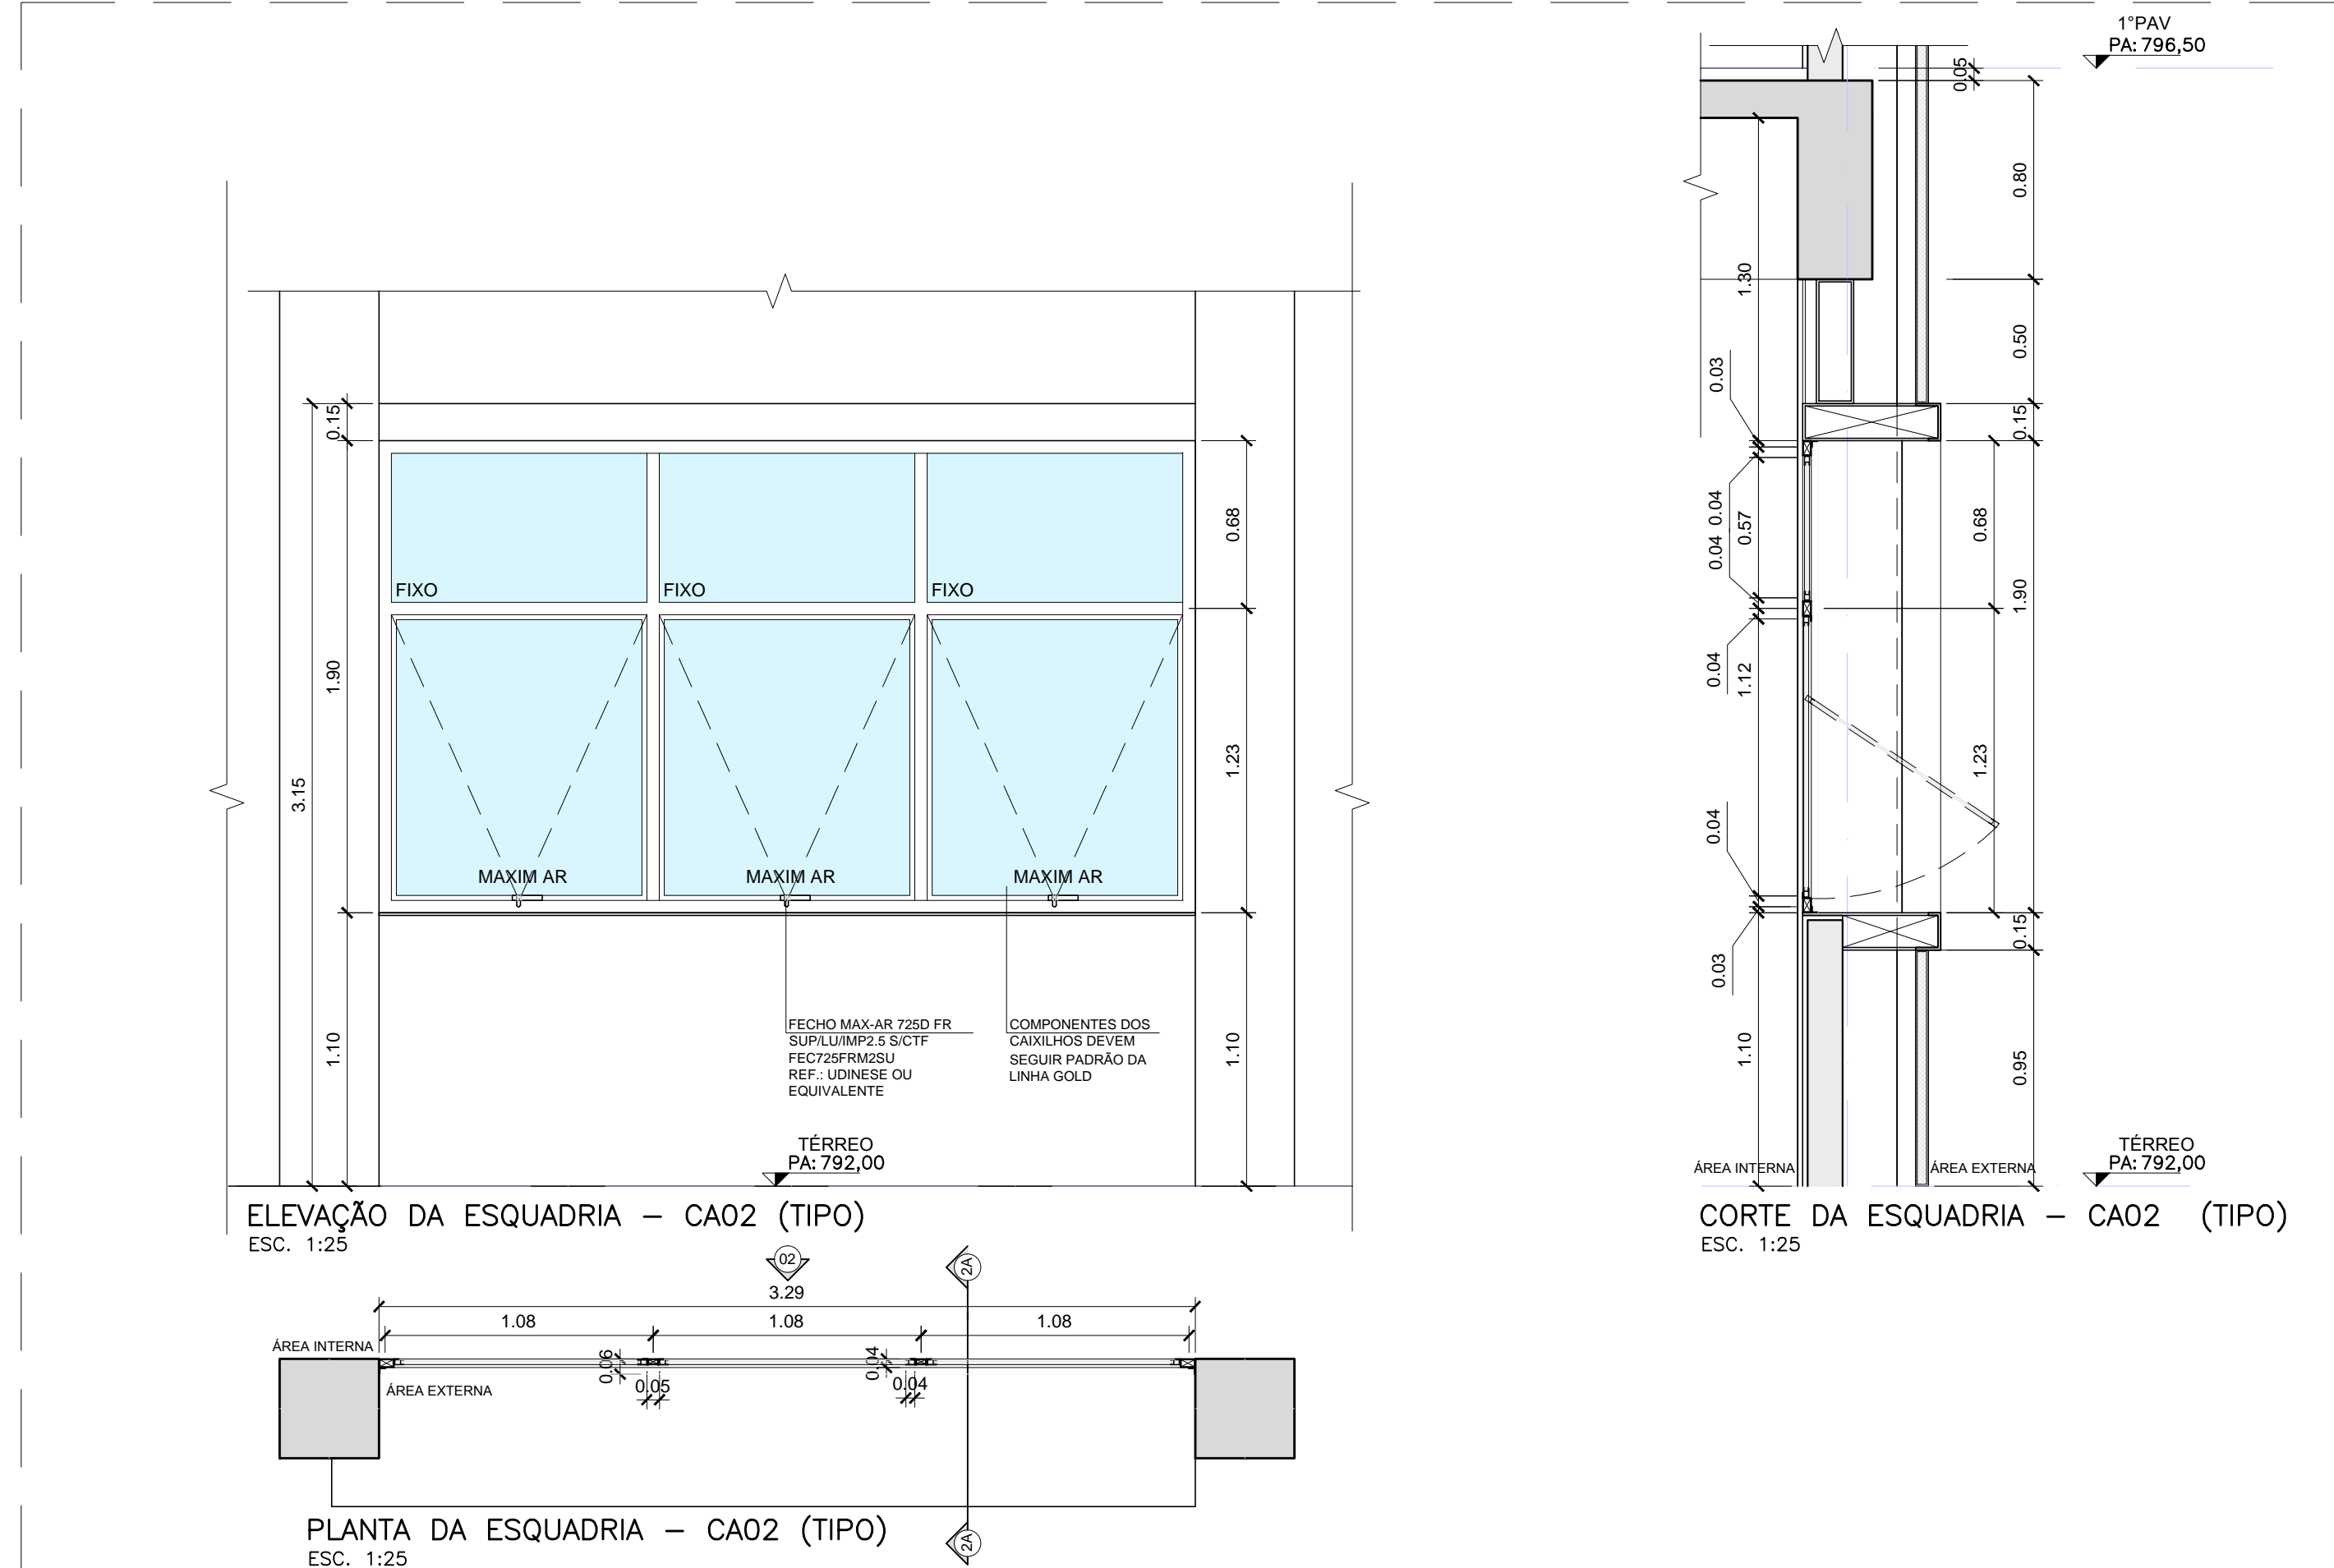 1°PAV
PA: 796,50
0.05
0.80
1.30
0.50
0.03
0.15
0.15
0.04
0.04
0.57
0.68
0.68
1.90
FIXO
FIXO
FIXO
1.90
0.04
1.12
3.15
1.23
1.23
0.04
MAXIM AR
MAXIM AR
MAXIM AR
0.15
0.03
1.10
1.10
1.10
0.95
FECHO MAX-AR 725D FR
SUP/LU/IMP2.5 S/CTF
FEC725FRM2SU
REF.: UDINESE OU
EQUIVALENTE
COMPONENTES DOS
CAIXILHOS DEVEM
SEGUIR PADRÃO DA
LINHA GOLD
TÉRREO
PA: 792,00
TÉRREO
PA: 792,00
ÁREA INTERNA
ÁREA EXTERNA
ELEVAÇÃO DA ESQUADRIA – CA02 (TIPO)
ESC. 1:25
CORTE DA ESQUADRIA – CA02 (TIPO)
ESC. 1:25
02
2A
3.29
1.08
1.08
1.08
ÁREA INTERNA
0.06
0.04
ÁREA EXTERNA
0.05
0.04
PLANTA DA ESQUADRIA – CA02 (TIPO)
ESC. 1:25
2A